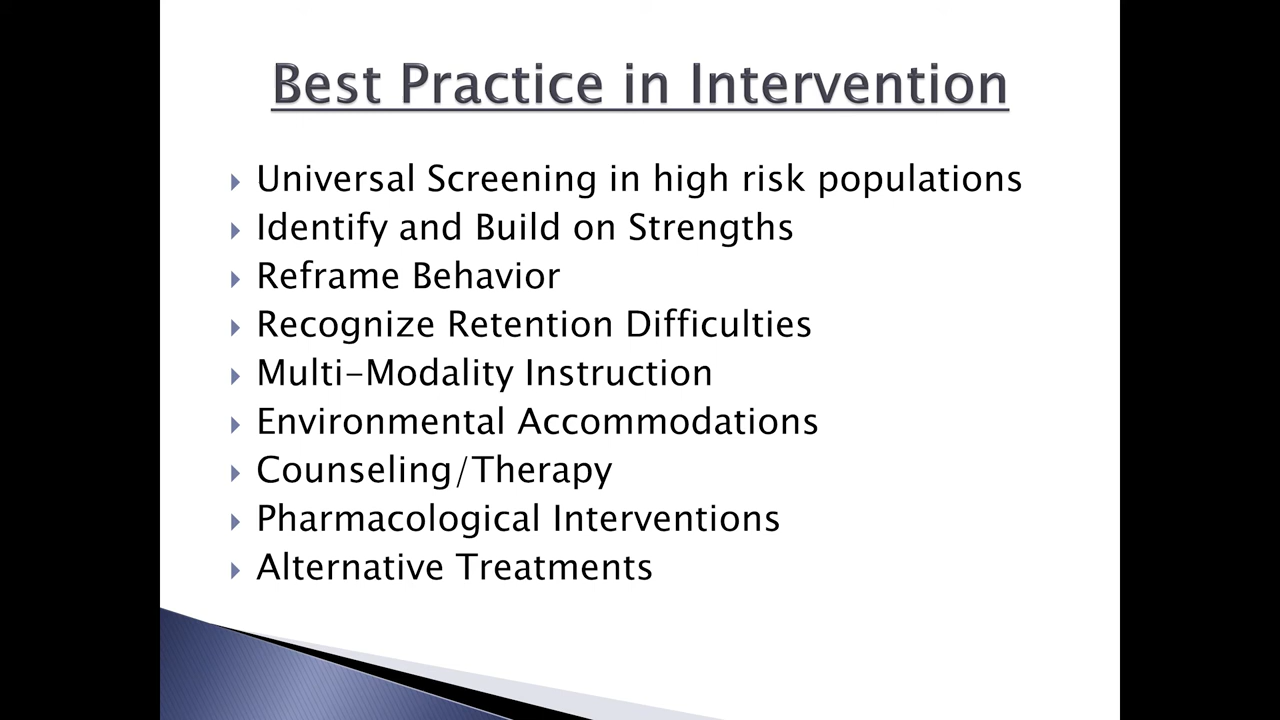 Best Practice in Intervention
Universal Screening in high risk populations
Identify and Build on Strengths
Reframe Behavior
Recognize Retention Difficulties
Multi-Modality Instruction
Environmental Accommodations
Counseling/Therapy
Pharmacological Interventions
Alternative Treatments